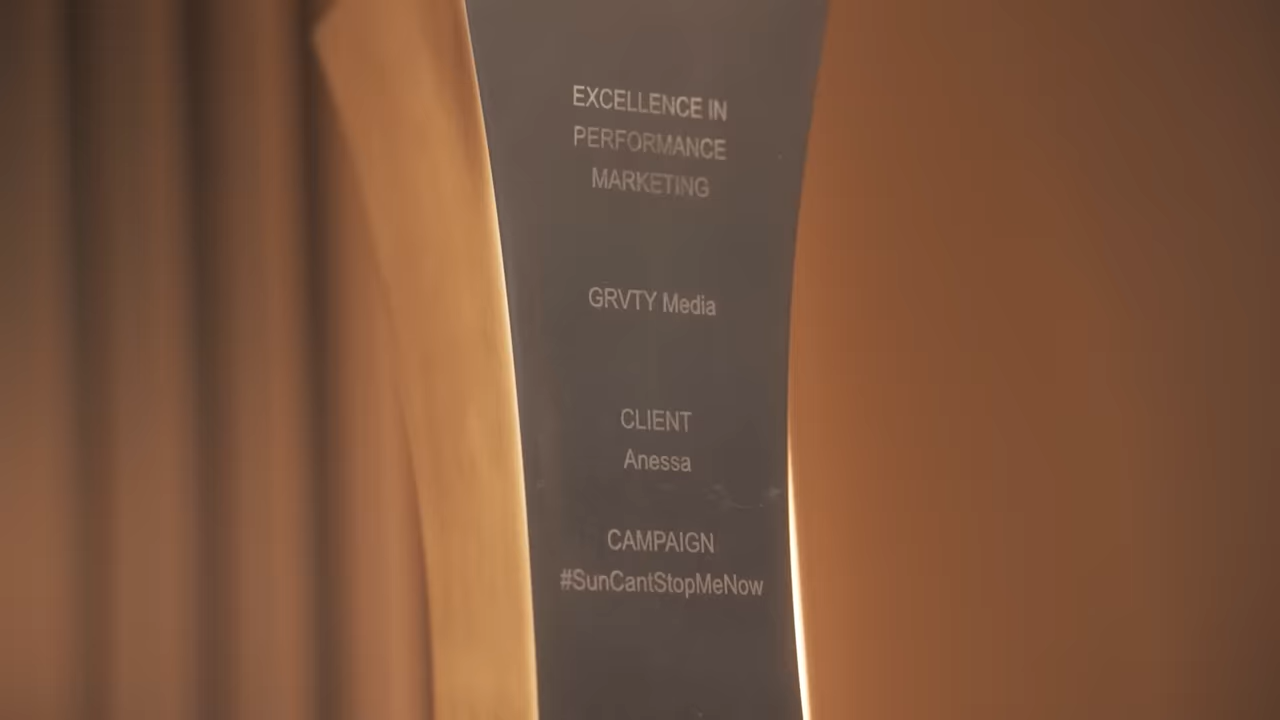 EXCELLENCE IN
PERFORMANCE
MARKETING
GRVTY Media
CLIENT
Anessa
CAMPAIGN
#SunCantStopMeNow